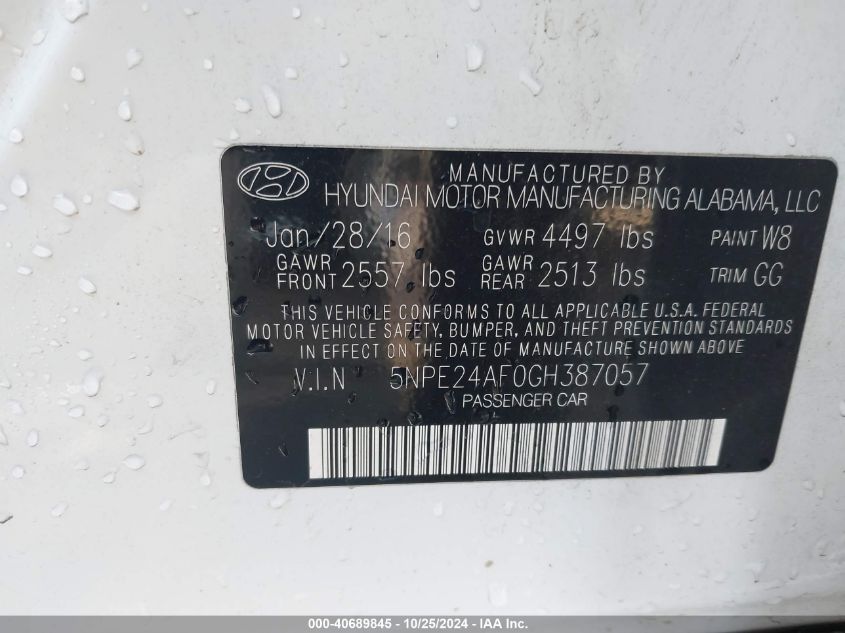 MANUFACTURED BY
HYUNDAI MOTOR MANUFACTURING ALABAMA, LLC
Jan/28/16 GVWR 4497 lbs PAINT W8
GAWR FRONT 2557 lbs GAWR REAR 2513 lbs TRIM GG
THIS VEHICLE CONFORMS TO ALL APPLICABLE U.S.A. FEDERAL
MOTOR VEHICLE SAFETY, BUMPER, AND THEFT PREVENTION STANDARDS
IN EFFECT ON THE DATE OF MANUFACTURE SHOWN ABOVE
V.I.N 5NPE24AF0GH387057
PASSENGER CAR
000-40689845 - 10/25/2024 - IAA Inc.